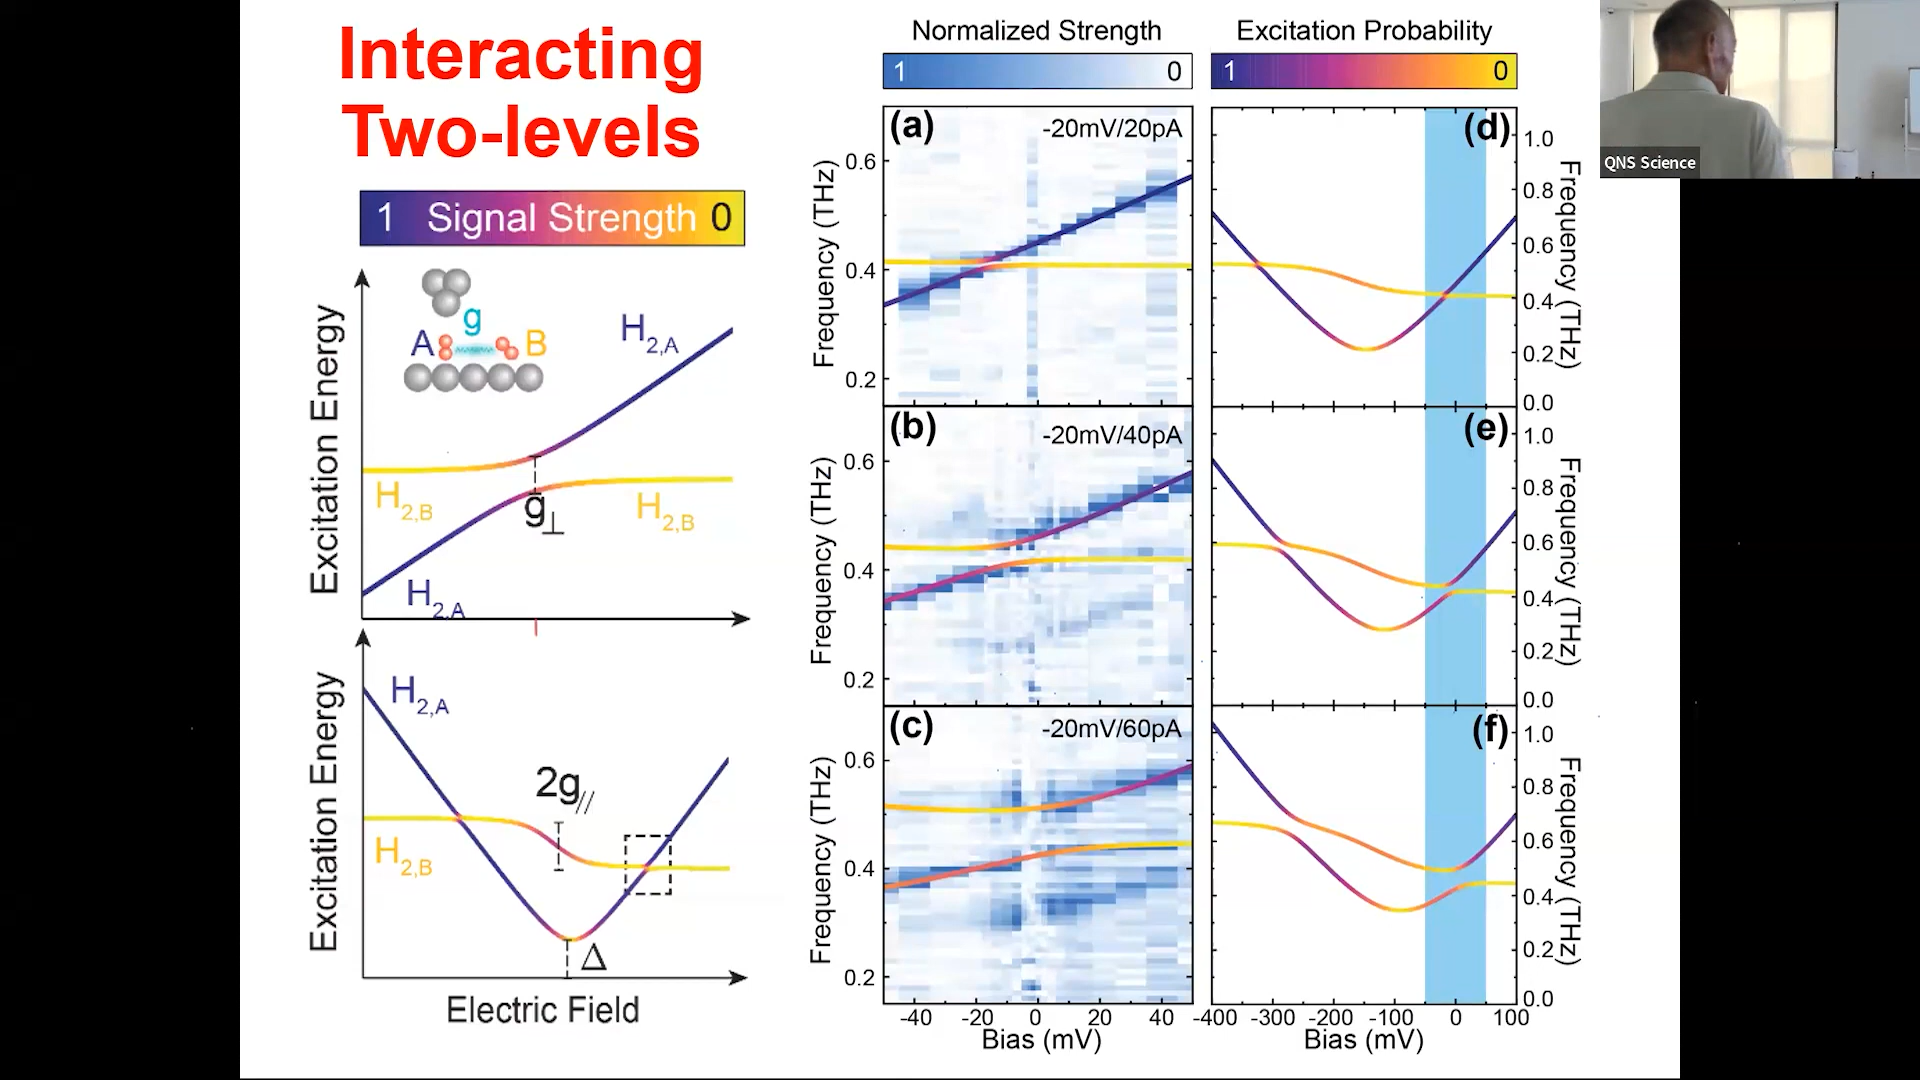 Interacting
Two-levels
1 Signal Strength 0
Excitation Energy
g
A B
H2,A
H2,B
g⊥
H2,B
H2,A
Excitation Energy
H2,A
2g//
H2,B
Δ
Electric Field
Normalized Strength
1 0
Excitation Probability
1 0
(a) -20mV/20pA
Frequency (THz)
0.6
0.4
0.2
(b) -20mV/40pA
Frequency (THz)
0.6
0.4
0.2
(c) -20mV/60pA
Frequency (THz)
0.6
0.4
0.2
-40 -20 0 20 40
Bias (mV)
(d)
1.0
0.8
0.6
0.4
0.2
0.0
Frequency (THz)
(e)
1.0
0.8
0.6
0.4
0.2
0.0
Frequency (THz)
(f)
1.0
0.8
0.6
0.4
0.2
0.0
Frequency (THz)
-400 -300 -200 -100 0 100
Bias (mV)
QNS Science